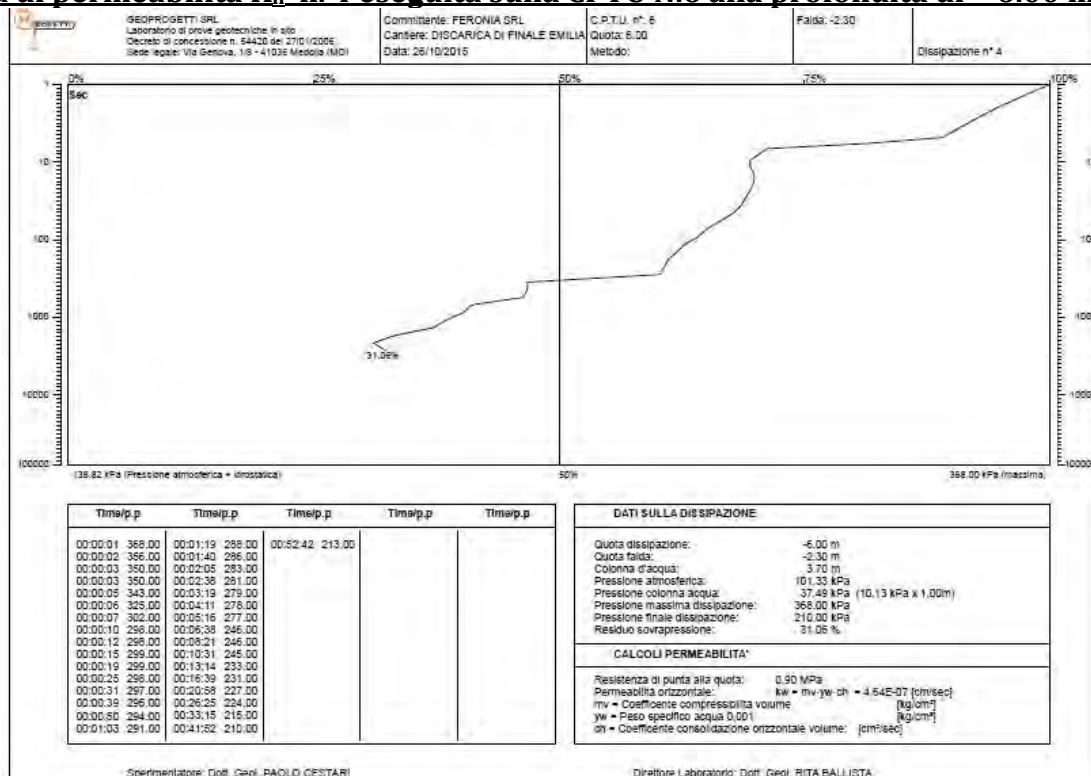 di permeabilità K_h n. 4 eseguita sulla CPTU N.6 alla profondità di - 6.00 m
GEOPROGETTI SRL
Laboratorio di prove geotecniche in sito
Decreto di concessione n. 54420 del 27/01/2005
Sede legale: Via Genova, 1/8 - 41036 Medolla (MO)
Committente: FERONIA SRL
Cantiere: DISCARICA DI FINALE EMILIA
Data: 26/10/2015
C.P.T.U. n°: 6
Quota: 6.00
Metodo:
Falda: -2.30
Dissipazione n° 4
0% 25% 50% 75% 100%
Sec
1
10
100
1000
10000
100000
31.06%
138.82 kPa (Pressione atmosferica + idrostatica) 50% 368.00 kPa (massima)
Time/p.p Time/p.p Time/p.p Time/p.p Time/p.p
00:00:01 368.00 00:01:19 288.00 00:52:42 213.00
00:00:02 356.00 00:01:40 286.00
00:00:03 350.00 00:02:05 283.00
00:00:03 350.00 00:02:38 281.00
00:00:05 343.00 00:03:19 279.00
00:00:06 325.00 00:04:11 278.00
00:00:07 302.00 00:05:16 277.00
00:00:10 298.00 00:06:38 246.00
00:00:12 298.00 00:08:21 246.00
00:00:15 299.00 00:10:31 245.00
00:00:19 299.00 00:13:14 233.00
00:00:25 298.00 00:16:39 231.00
00:00:31 297.00 00:20:58 227.00
00:00:39 296.00 00:26:25 224.00
00:00:50 294.00 00:33:15 215.00
00:01:03 291.00 00:41:52 210.00
DATI SULLA DISSIPAZIONE
Quota dissipazione: -6.00 m
Quota falda: -2.30 m
Colonna d'acqua: 3.70 m
Pressione atmosferica: 101.33 kPa
Pressione colonna acqua: 37.49 kPa (10.13 kPa x 1.00m)
Pressione massima dissipazione: 368.00 kPa
Pressione finale dissipazione: 210.00 kPa
Residuo sovrapressione: 31.06 %
CALCOLI PERMEABILITA'
Resistenza di punta alla quota: 0.90 MPa
Permeabilità orizzontale: kw = mv·γw·ch = 4.64E-07 [cm/sec]
mv = Coefficente compressibilità volume [kg/cm²]
γw = Peso specifico acqua 0.001 [kg/cm³]
ch = Coefficente consolidazione orizzontale volume: [cm²/sec]
Sperimentatore: Dott. Geol. PAOLO CESTARI
Direttore Laboratorio: Dott. Geol. RITA BALLISTA